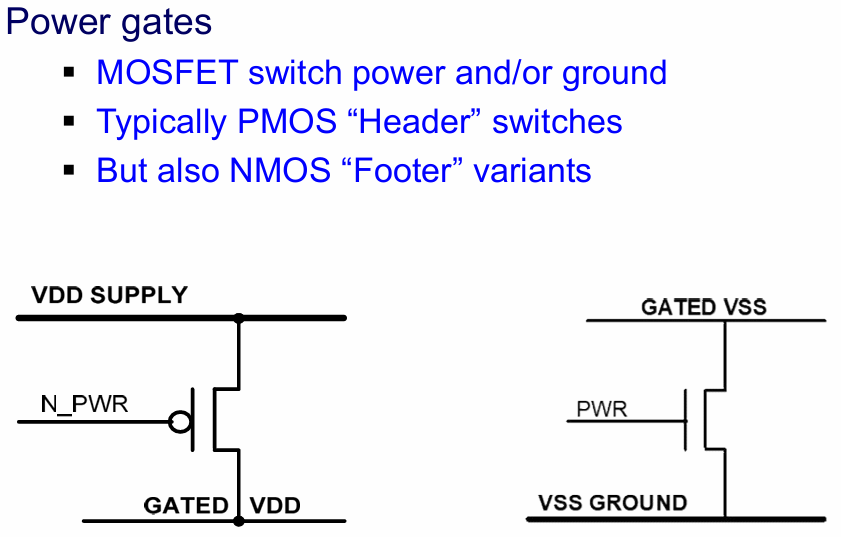 Power gates
MOSFET switch power and/or ground
Typically PMOS “Header” switches
But also NMOS “Footer” variants
VDD SUPPLY
N_PWR
GATED VDD
GATED VSS
PWR
VSS GROUND